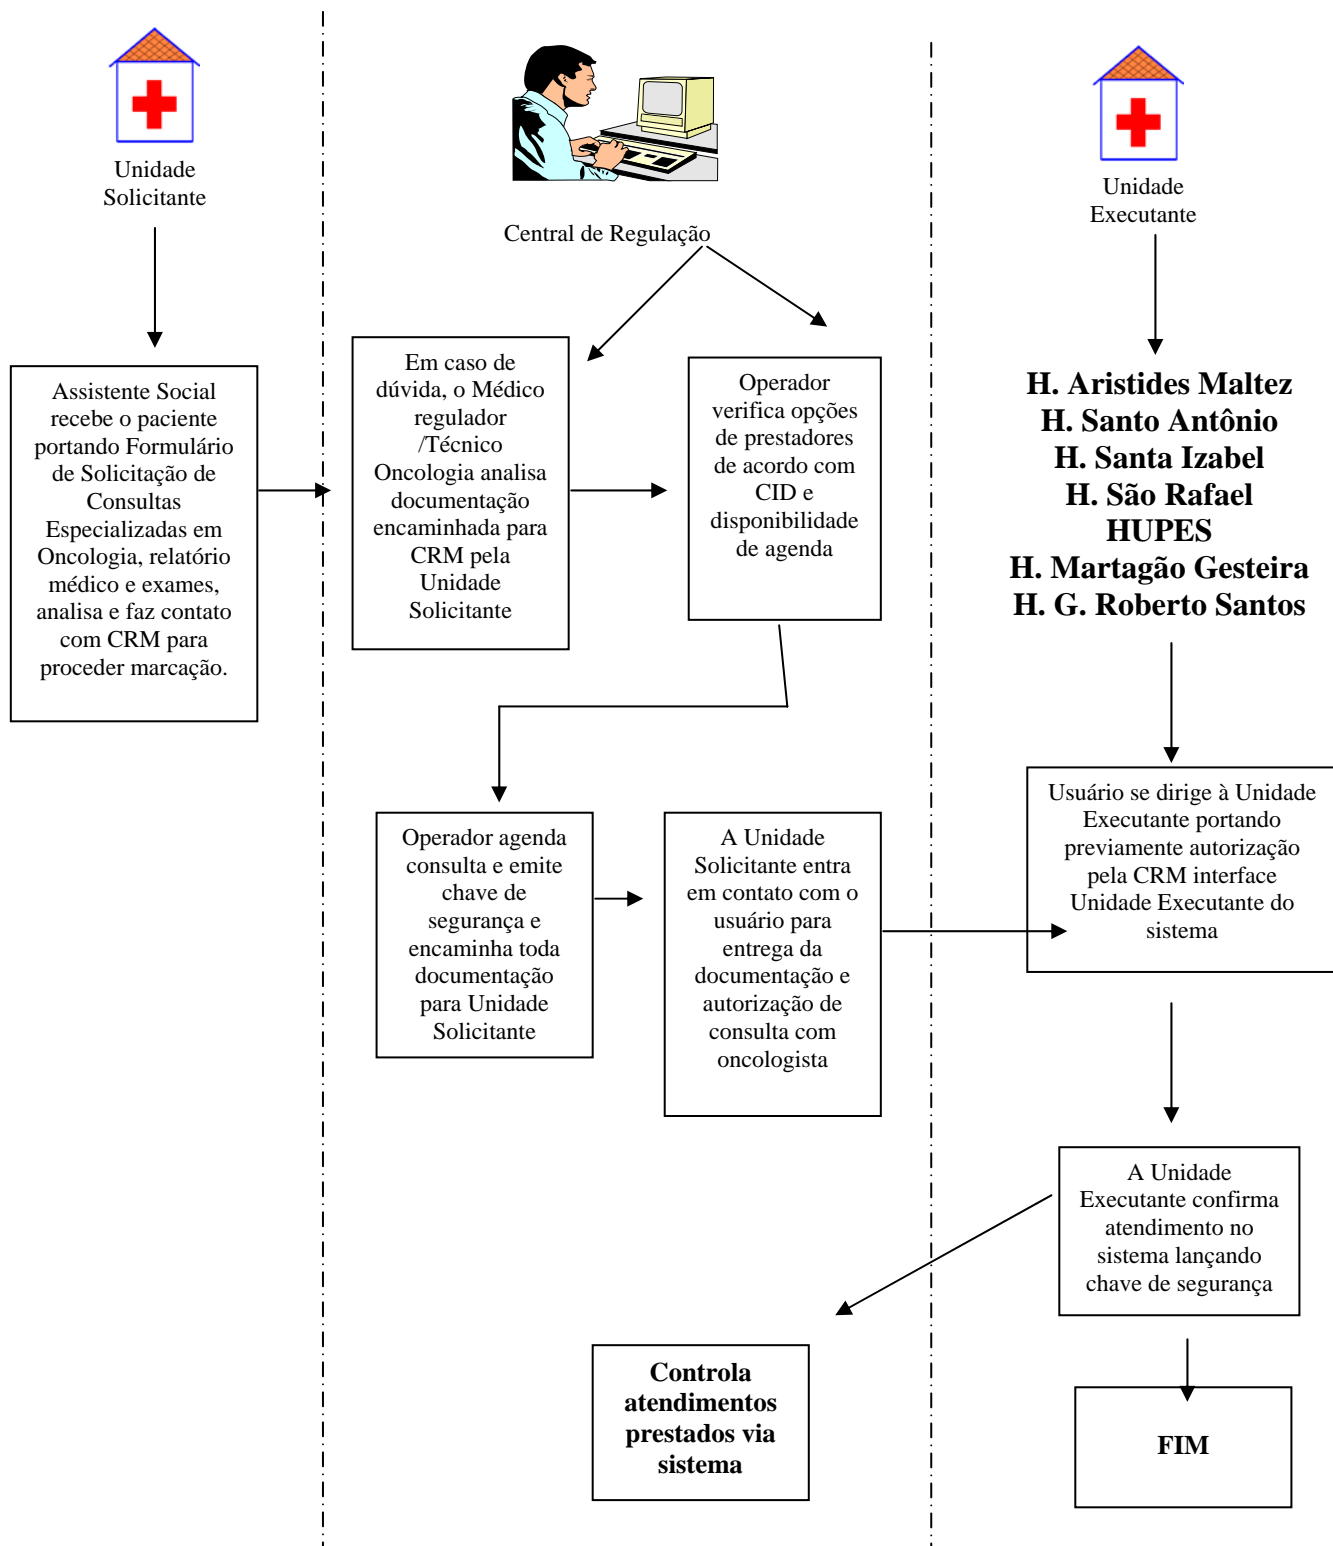 Unidade
Solicitante
Central de Regulação
Unidade
Executante
Assistente Social
recebe o paciente
portando Formulário
de Solicitação de
Consultas
Especializadas em
Oncologia, relatório
médico e exames,
analisa e faz contato
com CRM para
proceder marcação.
Em caso de
dúvida, o Médico
regulador
/Técnico
Oncologia analisa
documentação
encaminhada para
CRM pela
Unidade
Solicitante
Operador
verifica opções
de prestadores
de acordo com
CID e
disponibilidade
de agenda
H. Aristides Maltez
H. Santo Antônio
H. Santa Izabel
H. São Rafael
HUPES
H. Martagão Gesteira
H. G. Roberto Santos
Operador agenda
consulta e emite
chave de
segurança e
encaminha toda
documentação
para Unidade
Solicitante
A Unidade
Solicitante entra
em contato com o
usuário para
entrega da
documentação e
autorização de
consulta com
oncologista
Usuário se dirige à Unidade
Executante portando
previamente autorização
pela CRM interface
Unidade Executante do
sistema
A Unidade
Executante confirma
atendimento no
sistema lançando
chave de segurança
Controla
atendimentos
prestados via
sistema
FIM